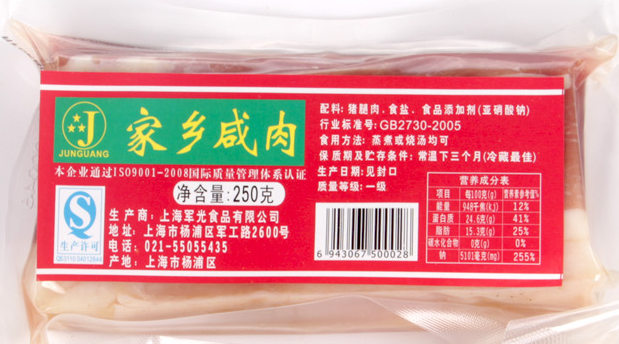 J
JUNGUANG
家乡咸肉
本企业通过ISO9001-2008国际质量管理体系认证
净含量:250克
QS
生产许可
生产商:上海军光食品有限公司
地址:上海市杨浦区军工路2600号
电话:021-55055435
产地:上海市杨浦区
配料:猪腿肉、食盐、食品添加剂(亚硝酸钠)
行业标准号:GB2730-2005
食用方法:蒸煮或烧汤均可
保质期及贮存条件:常温下三个月(冷藏最佳)
生产日期:见封口
质量等级:一级
6 943067 500028
营养成分表
项目 每100克(g) 营养素参考值%
能量 948千焦(kJ) 12%
蛋白质 24.6克(g) 41%
脂肪 15.3克(g) 25%
碳水化合物 0克(g) 0%
钠 5101毫克(mg) 255%